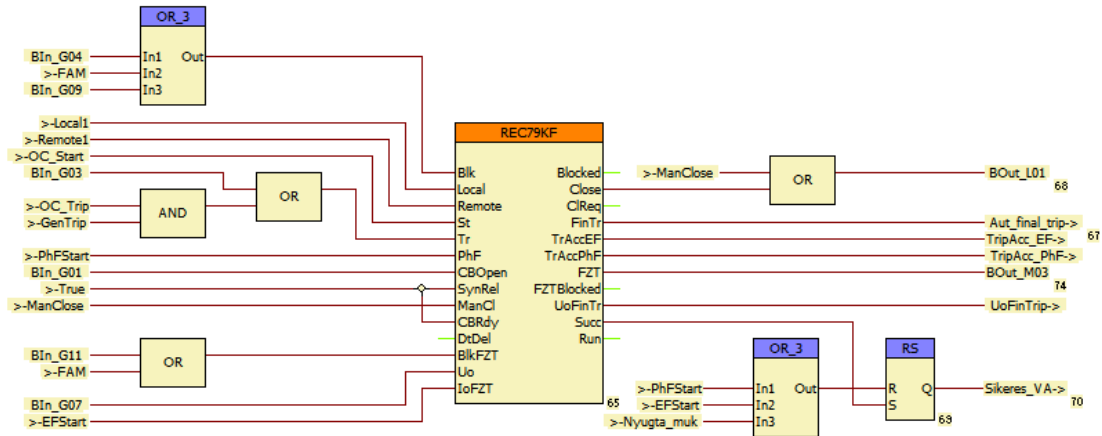 OR_3
BIn_G04
In1
Out
>-FAM
In2
BIn_G09
In3
>-Local1
>-Remote1
>-OC_Start
BIn_G03
OR
>-OC_Trip
>-GenTrip
AND
>-PhFStart
BIn_G01
>-True
>-ManClose
BIn_G11
>-FAM
OR
BIn_G07
>-EFStart
REC79KF
Blk
Blocked
Local
Close
Remote
ClReq
St
FinTr
Tr
TrAccEF
PhF
TrAccPhF
CBOpen
FZT
SynRel
FZTBlocked
ManCl
UoFinTr
CBRdy
Succ
DtDel
Run
BlkFZT
Uo
IoFZT
65
>-ManClose
OR
BOut_L01
68
Aut_final_trip->
TripAcc_EF->
67
TripAcc_PhF->
BOut_M03
74
UoFinTrip->
OR_3
>-PhFStart
In1
Out
>-EFStart
In2
>-Nyugta_muk
In3
RS
R
Q
S
69
Sikeres_VA->
70